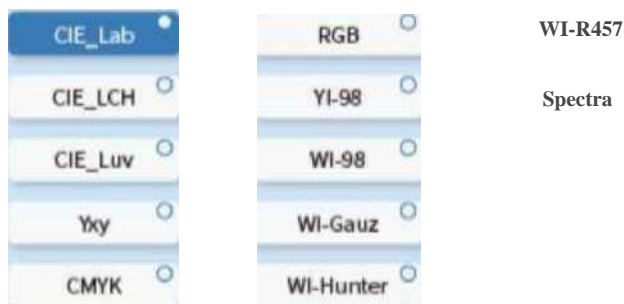 CIE_Lab
CIE_LCH
CIE_Luv
Yxy
CMYK
RGB
YI-98
WI-98
WI-Gauz
WI-Hunter
WI-R457
Spectra